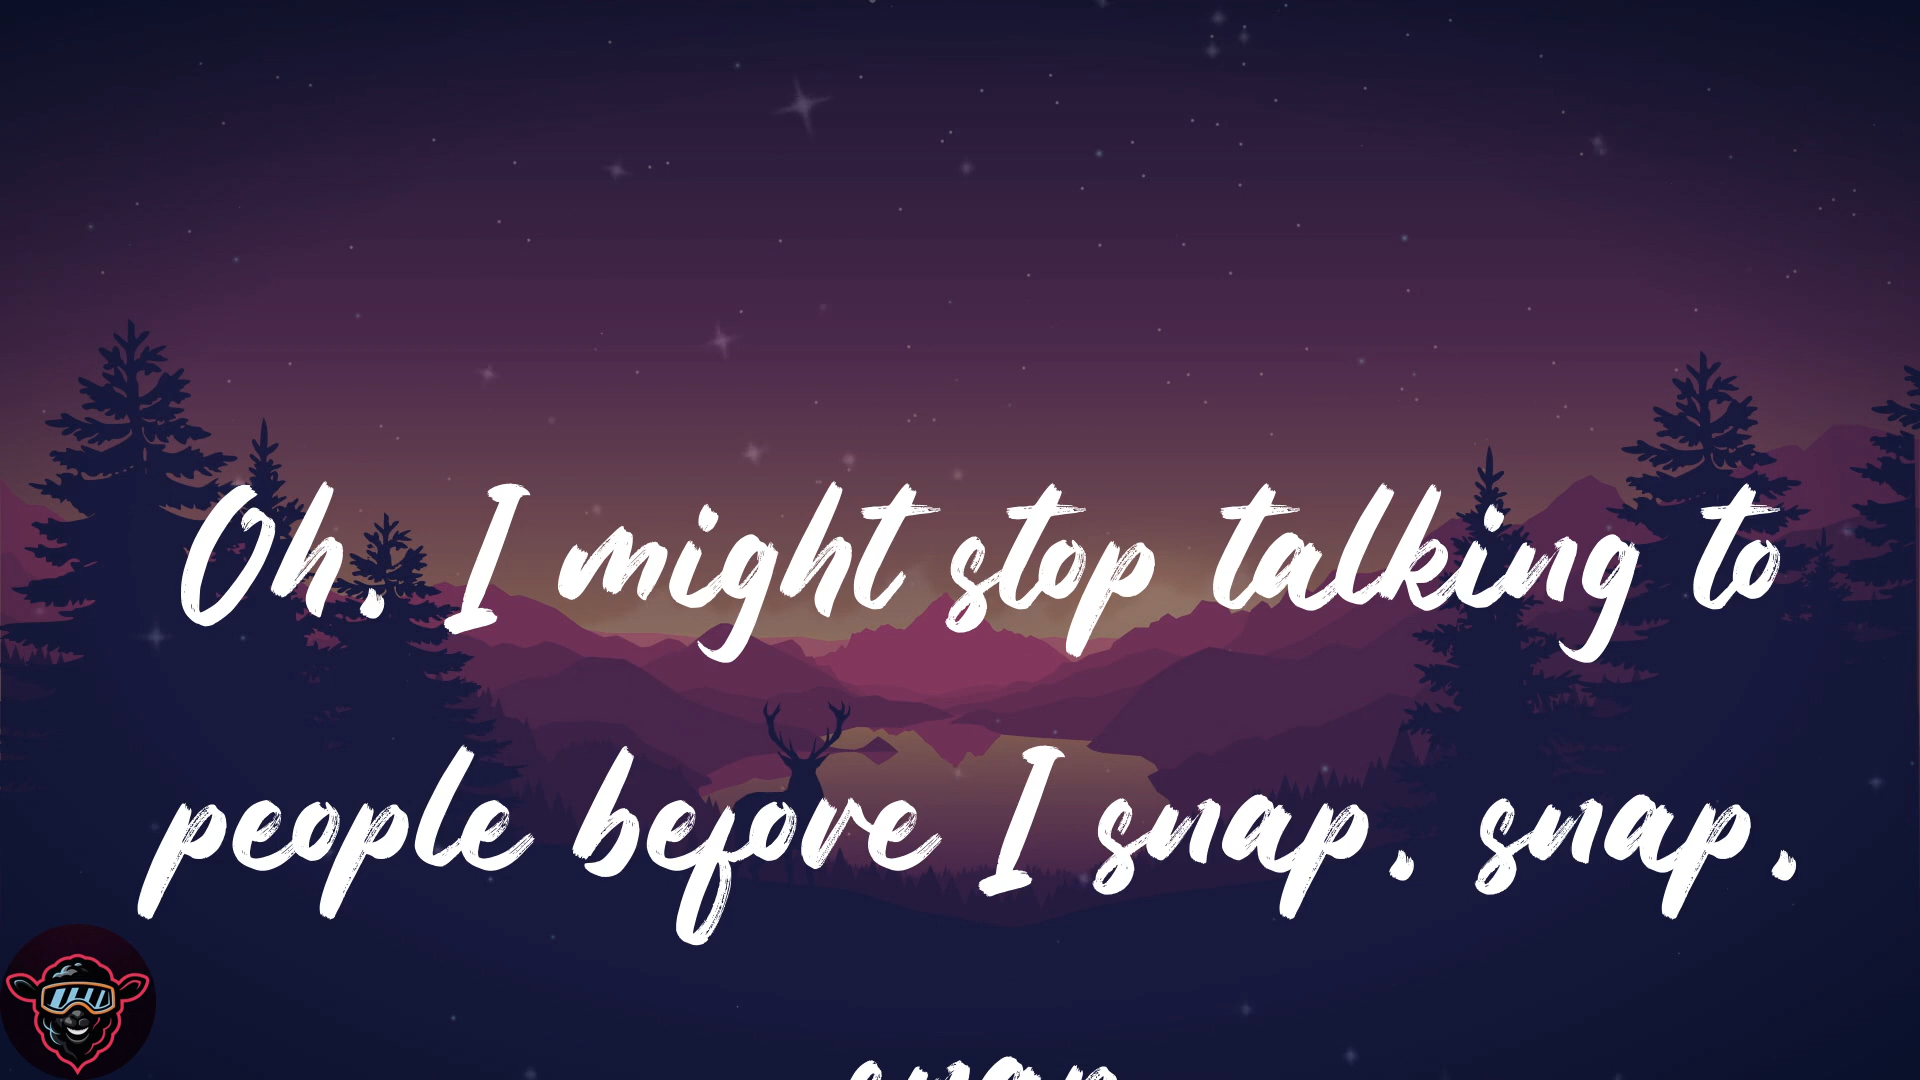 Oh, I might stop talking to
people before I snap, snap,